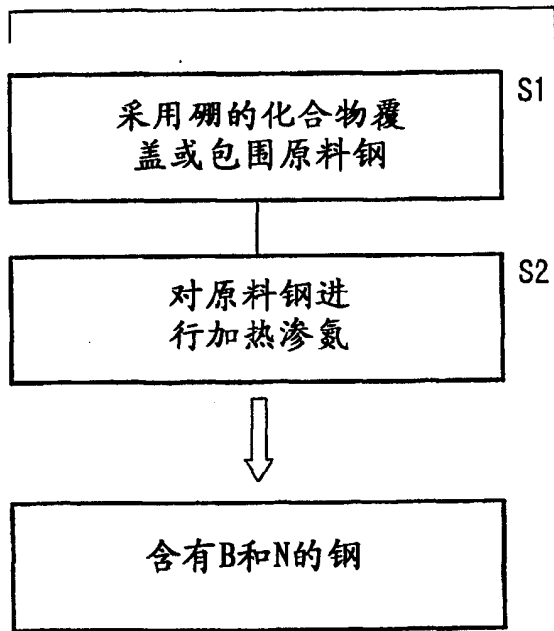 S1
采用硼的化合物覆
盖或包围原料钢
S2
对原料钢进
行加热渗氮
含有B和N的钢